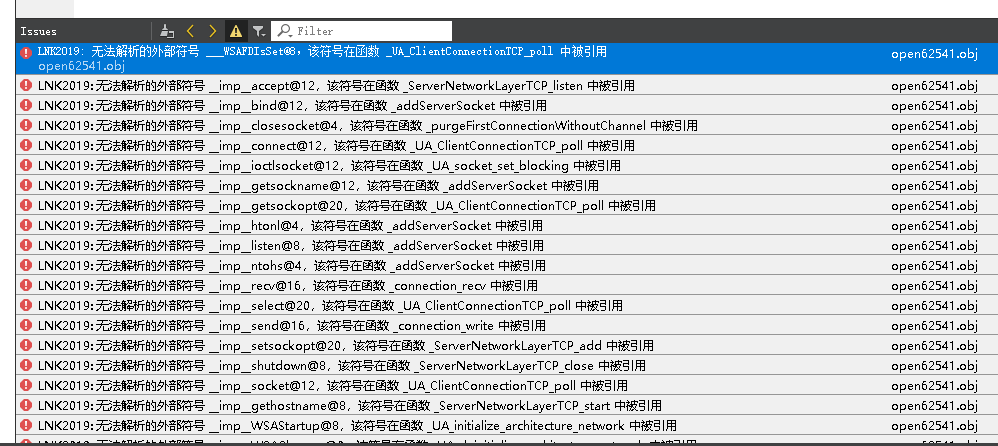 Issues
Filter
LNK2019: 无法解析的外部符号 ___WSAFDIsSet@8，该符号在函数 _UA_ClientConnectionTCP_poll 中被引用 open62541.obj
open62541.obj
LNK2019:无法解析的外部符号 __imp__accept@12，该符号在函数 _ServerNetworkLayerTCP_listen 中被引用 open62541.obj
LNK2019:无法解析的外部符号 __imp__bind@12，该符号在函数 _addServerSocket 中被引用 open62541.obj
LNK2019:无法解析的外部符号 __imp__closesocket@4，该符号在函数 _purgeFirstConnectionWithoutChannel 中被引用 open62541.obj
LNK2019:无法解析的外部符号 __imp__connect@12，该符号在函数 _UA_ClientConnectionTCP_poll 中被引用 open62541.obj
LNK2019:无法解析的外部符号 __imp__ioctlsocket@12，该符号在函数 _UA_socket_set_blocking 中被引用 open62541.obj
LNK2019:无法解析的外部符号 __imp__getsockname@12，该符号在函数 _addServerSocket 中被引用 open62541.obj
LNK2019:无法解析的外部符号 __imp__getsockopt@20，该符号在函数 _UA_ClientConnectionTCP_poll 中被引用 open62541.obj
LNK2019:无法解析的外部符号 __imp__htonl@4，该符号在函数 _addServerSocket 中被引用 open62541.obj
LNK2019:无法解析的外部符号 __imp__listen@8，该符号在函数 _addServerSocket 中被引用 open62541.obj
LNK2019:无法解析的外部符号 __imp__ntohs@4，该符号在函数 _addServerSocket 中被引用 open62541.obj
LNK2019:无法解析的外部符号 __imp__recv@16，该符号在函数 _connection_recv 中被引用 open62541.obj
LNK2019:无法解析的外部符号 __imp__select@20，该符号在函数 _UA_ClientConnectionTCP_poll 中被引用 open62541.obj
LNK2019:无法解析的外部符号 __imp__send@16，该符号在函数 _connection_write 中被引用 open62541.obj
LNK2019:无法解析的外部符号 __imp__setsockopt@20，该符号在函数 _ServerNetworkLayerTCP_add 中被引用 open62541.obj
LNK2019:无法解析的外部符号 __imp__shutdown@8，该符号在函数 _ServerNetworkLayerTCP_close 中被引用 open62541.obj
LNK2019:无法解析的外部符号 __imp__socket@12，该符号在函数 _UA_ClientConnectionTCP_poll 中被引用 open62541.obj
LNK2019:无法解析的外部符号 __imp__gethostname@8，该符号在函数 _ServerNetworkLayerTCP_start 中被引用 open62541.obj
LNK2019:无法解析的外部符号 __imp__WSAStartup@8，该符号在函数 _UA_initialize_architecture_network 中被引用 open62541.obj